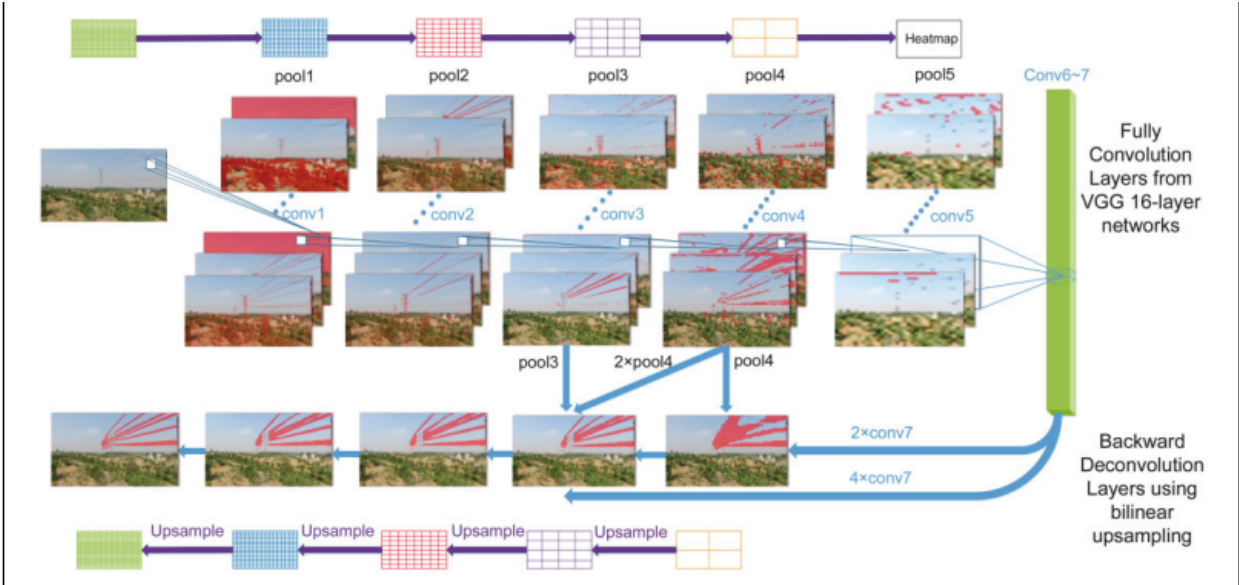 Heatmap
pool1
pool2
pool3
pool4
pool5
Conv6~7
Fully
Convolution
Layers from
VGG 16-layer
networks
conv1
conv2
conv3
conv4
conv5
pool3
2×pool4
pool4
2×conv7
4×conv7
Backward
Deconvolution
Layers using
bilinear
upsampling
Upsample
Upsample
Upsample
Upsample